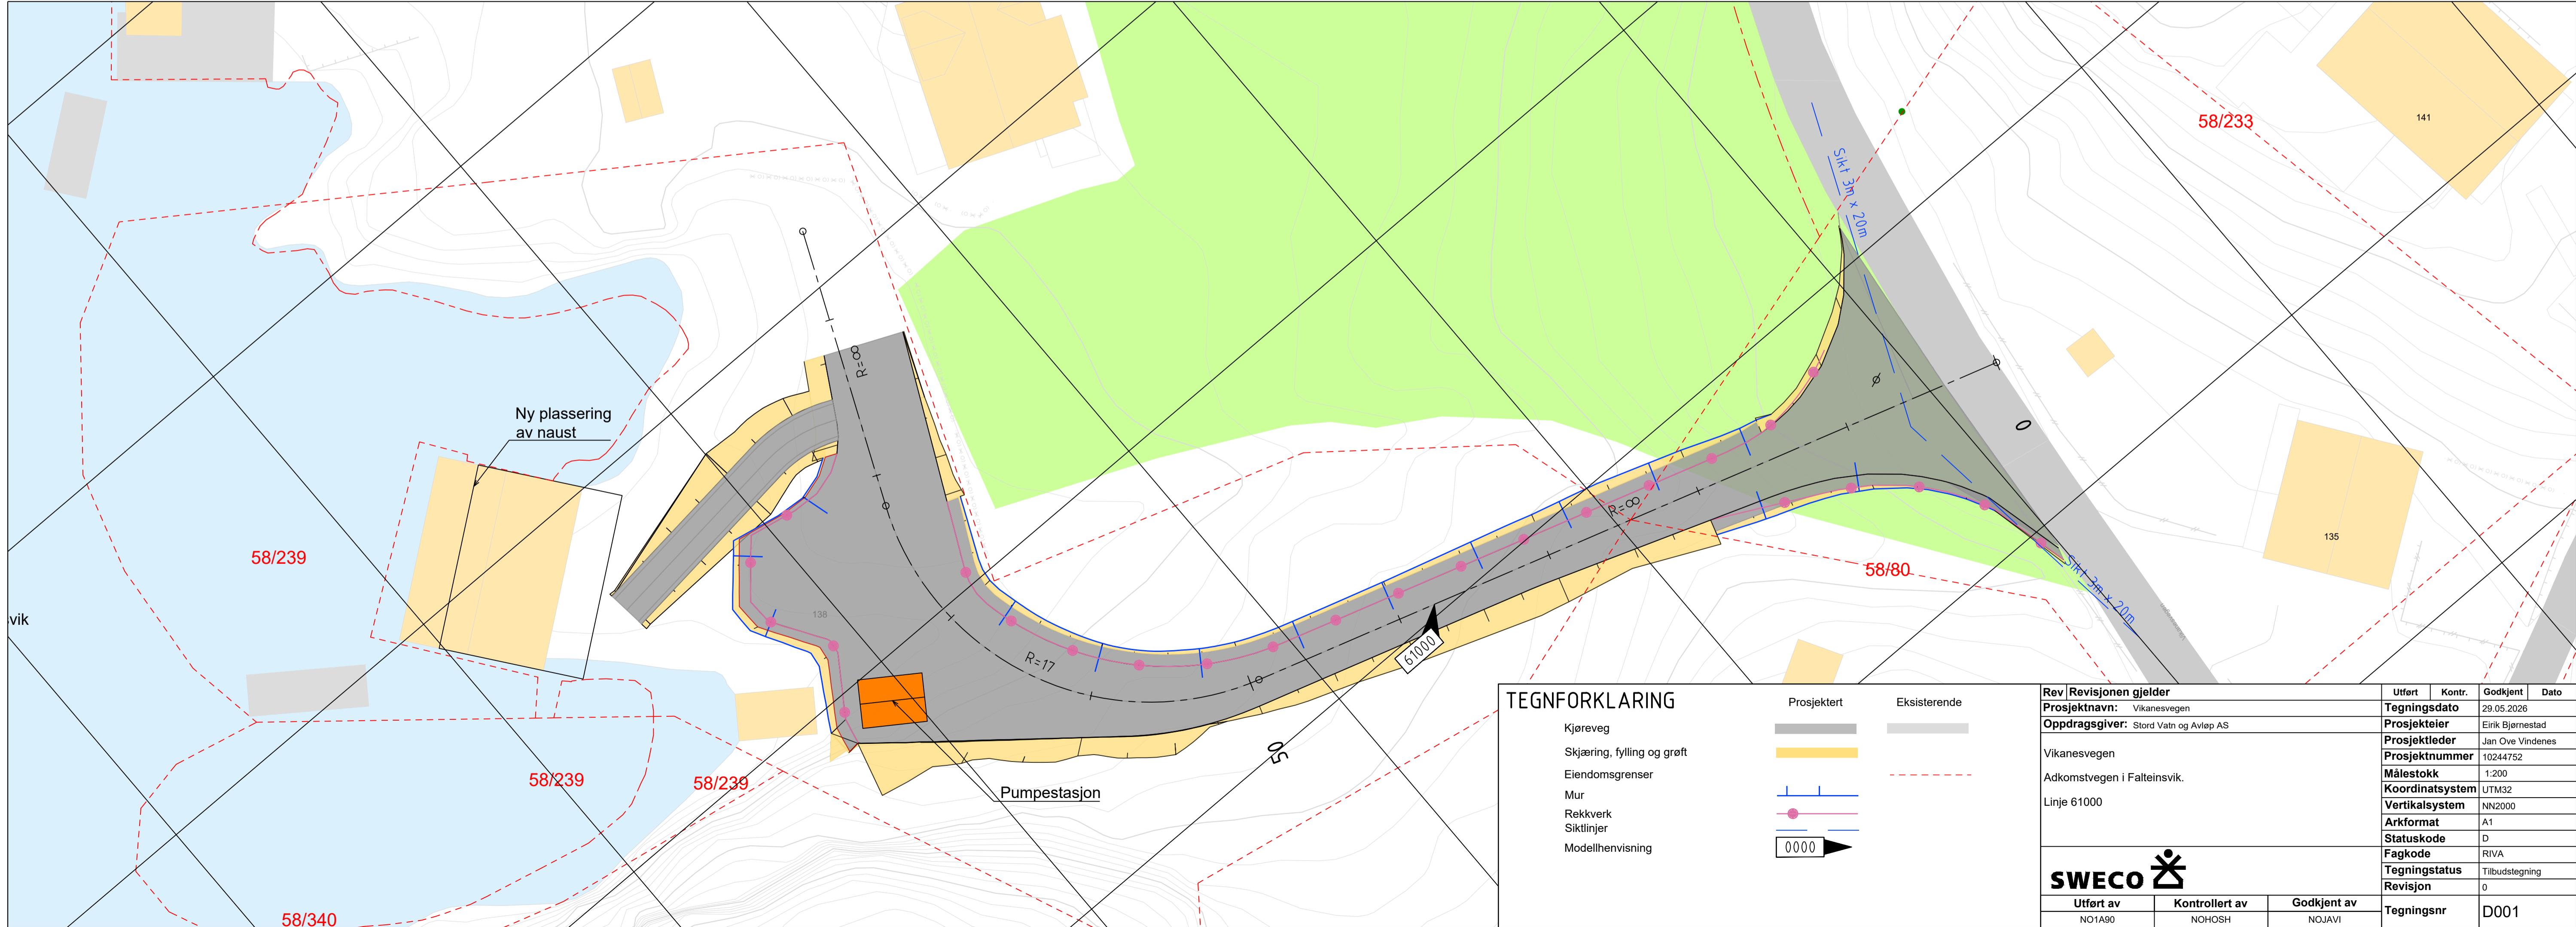 141
58/233
Sikt 3m x 20m
R=∞
Ny plassering
av naust
0
R=∞
135
58/239
58/80
Sikt 3m x 20m
138
vik
R=17
61000
50
58/239
58/239
Pumpestasjon
58/340
TEGNFORKLARING
Prosjektert
Eksisterende
Kjøreveg
Skjæring, fylling og grøft
Eiendomsgrenser
Mur
Rekkverk
Siktlinjer
Modellhenvisning
0000
Rev Revisjonen gjelder Utført Kontr. Godkjent Dato
Prosjektnavn: Vikanesvegen
Oppdragsgiver: Stord Vatn og Avløp AS
Vikanesvegen
Adkomstvegen i Falteinsvik.
Linje 61000
Tegningsdato 29.05.2026
Prosjekteier Eirik Bjørnestad
Prosjektleder Jan Ove Vindenes
Prosjektnummer 10244752
Målestokk 1:200
Koordinatsystem UTM32
Vertikalsystem NN2000
Arkformat A1
Statuskode D
Fagkode RIVA
Tegningstatus Tilbudstegning
Revisjon 0
Tegningsnr D001
SWECO
Utført av Kontrollert av Godkjent av
NO1A90 NOHOSH NOJAVI